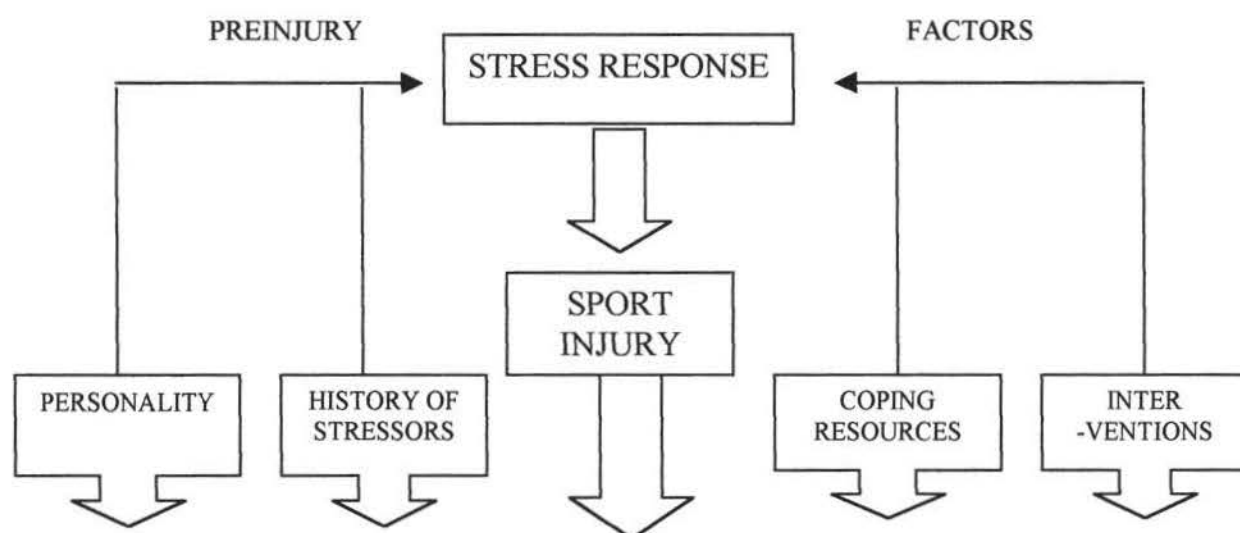 PREINJURY
FACTORS
STRESS RESPONSE
SPORT
INJURY
PERSONALITY
HISTORY OF
STRESSORS
COPING
RESOURCES
INTER
-VENTIONS